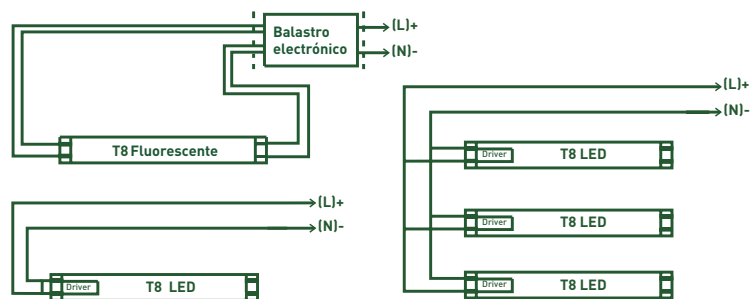 Balastro
electrónico
(L)+
(N)-
T8 Fluorescente
(L)+
(N)-
Driver
T8 LED
(L)+
(N)-
Driver
T8 LED
Driver
T8 LED
Driver
T8 LED